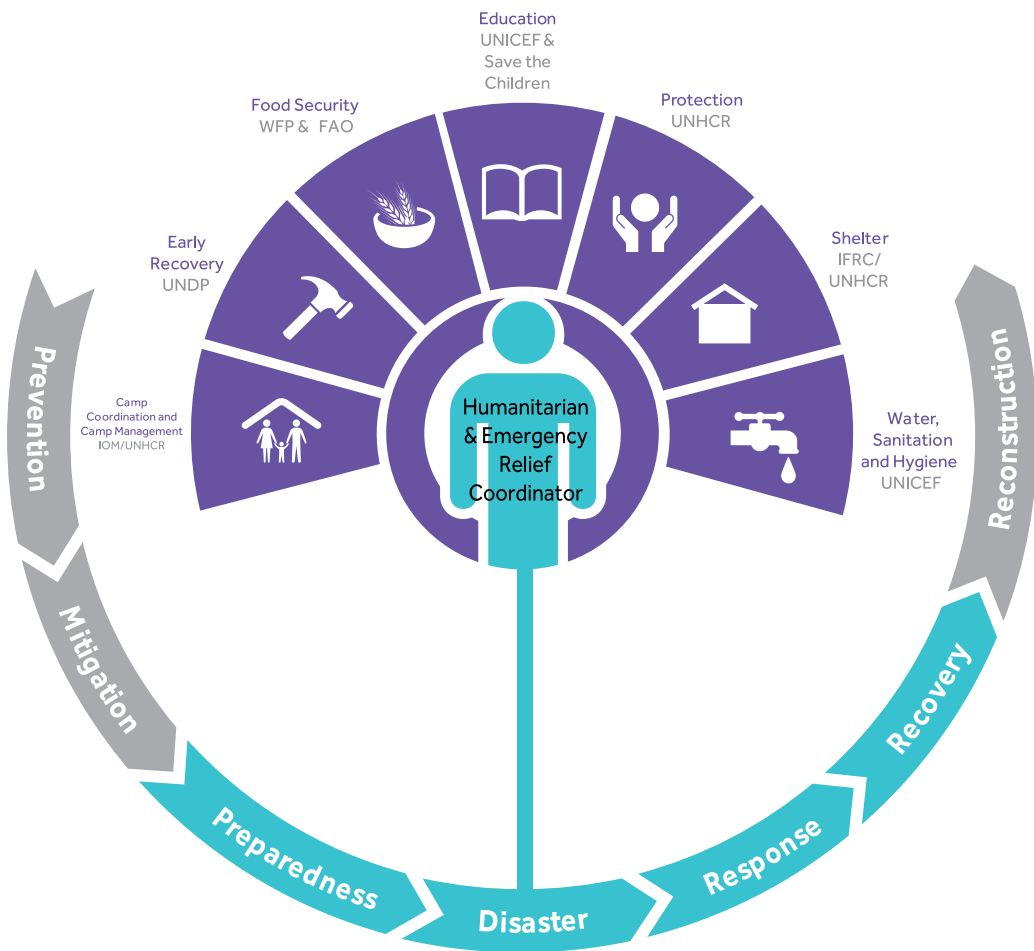 Education
UNICEF &
Save the
Children
Food Security
WFP & FAO
Protection
UNHCR
Early
Recovery
UNDP
Shelter
IFRC/
UNHCR
Camp
Coordination and
Camp Management
IOM/UNHCR
Humanitarian
& Emergency
Relief
Coordinator
Water,
Sanitation
and Hygiene
UNICEF
Prevention
Mitigation
Preparedness
Disaster
Response
Recovery
Reconstruction